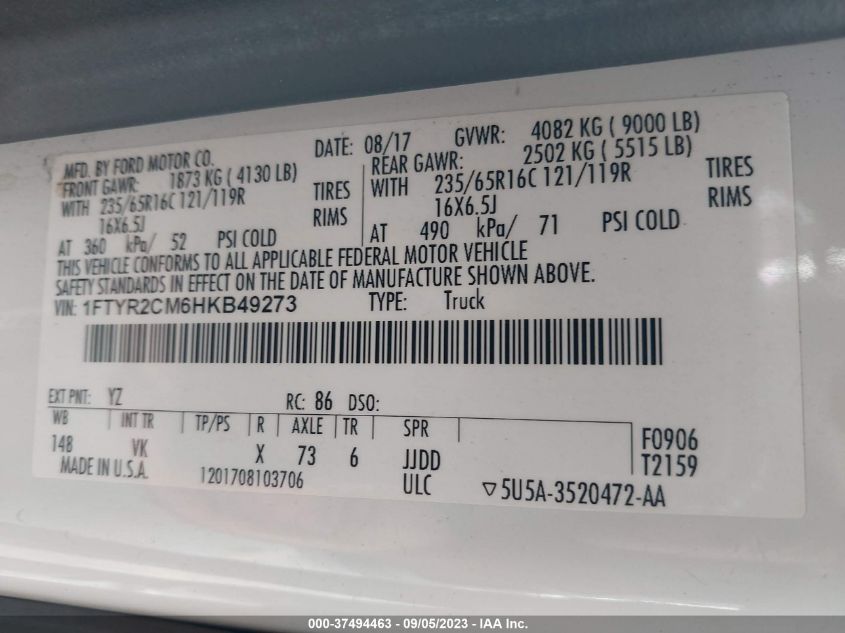 MFD. BY FORD MOTOR CO. DATE: 08/17 GVWR: 4082 KG ( 9000 LB)
FRONT GAWR: 1873 KG ( 4130 LB) REAR GAWR: 2502 KG ( 5515 LB)
WITH 235/65R16C 121/119R TIRES WITH 235/65R16C 121/119R TIRES
16X6.5J RIMS 16X6.5J RIMS
AT 360 kPa/ 52 PSI COLD AT 490 kPa/ 71 PSI COLD
THIS VEHICLE CONFORMS TO ALL APPLICABLE FEDERAL MOTOR VEHICLE
SAFETY STANDARDS IN EFFECT ON THE DATE OF MANUFACTURE SHOWN ABOVE.
VIN: 1FTYR2CM6HKB49273 TYPE: Truck
EXT PNT: YZ RC: 86 DSO:
WB INT TR TP/PS R AXLE TR SPR
148 VK X 73 6 JJDD F0906
T2159
MADE IN U.S.A. 1201708103706 ULC ▽5U5A-3520472-AA
000-37494463 - 09/05/2023 - IAA Inc.